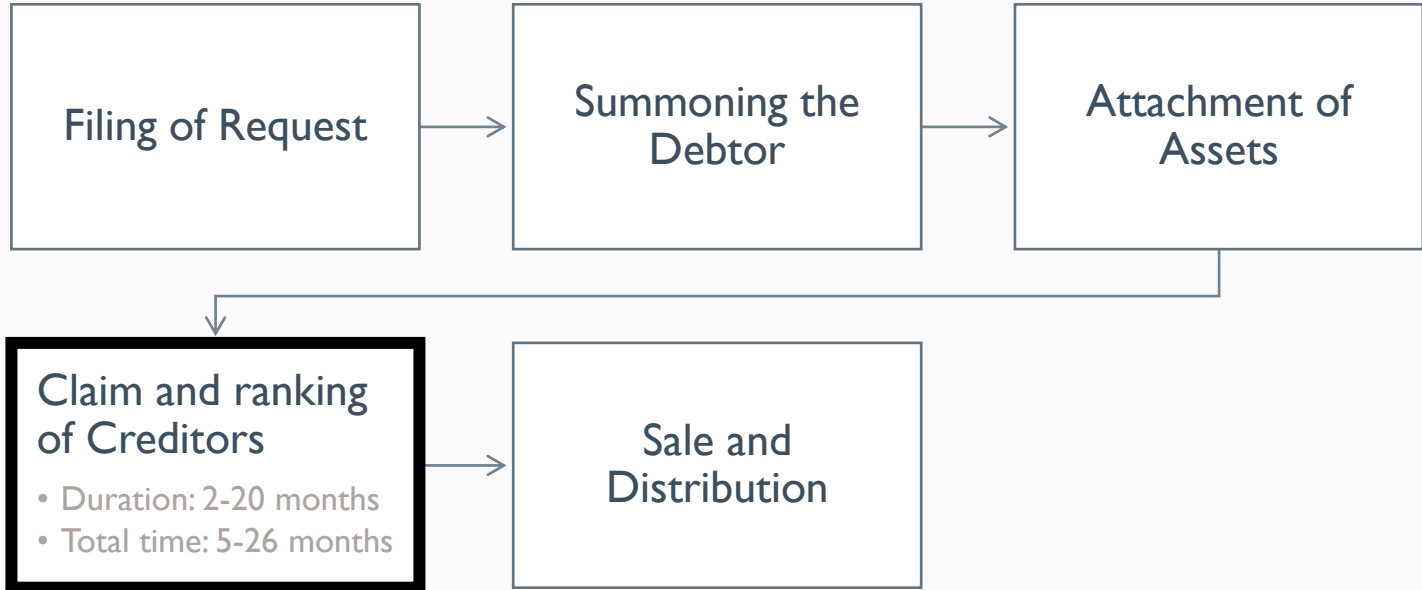 Filing of Request
Summoning the
Debtor
Attachment of
Assets
Claim and ranking
of Creditors
• Duration: 2-20 months
• Total time: 5-26 months
Sale and
Distribution